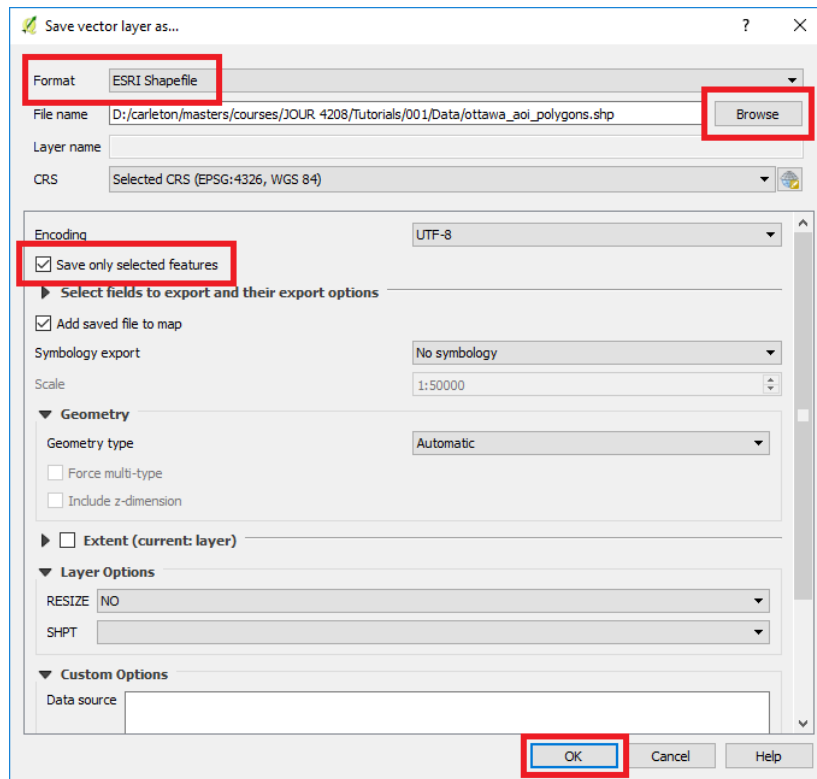 Save vector layer as...
Format ESRI Shapefile
File name D:/carleton/masters/courses/JOUR 4208/Tutorials/001/Data/ottawa_aoi_polygons.shp Browse
Layer name
CRS Selected CRS (EPSG:4326, WGS 84)
Encoding UTF-8
Save only selected features
Select fields to export and their export options
Add saved file to map
Symbology export No symbology
Scale 1:50000
Geometry
Geometry type Automatic
Force multi-type
Include z-dimension
Extent (current: layer)
Layer Options
RESIZE NO
SHPT
Custom Options
Data source
OK Cancel Help